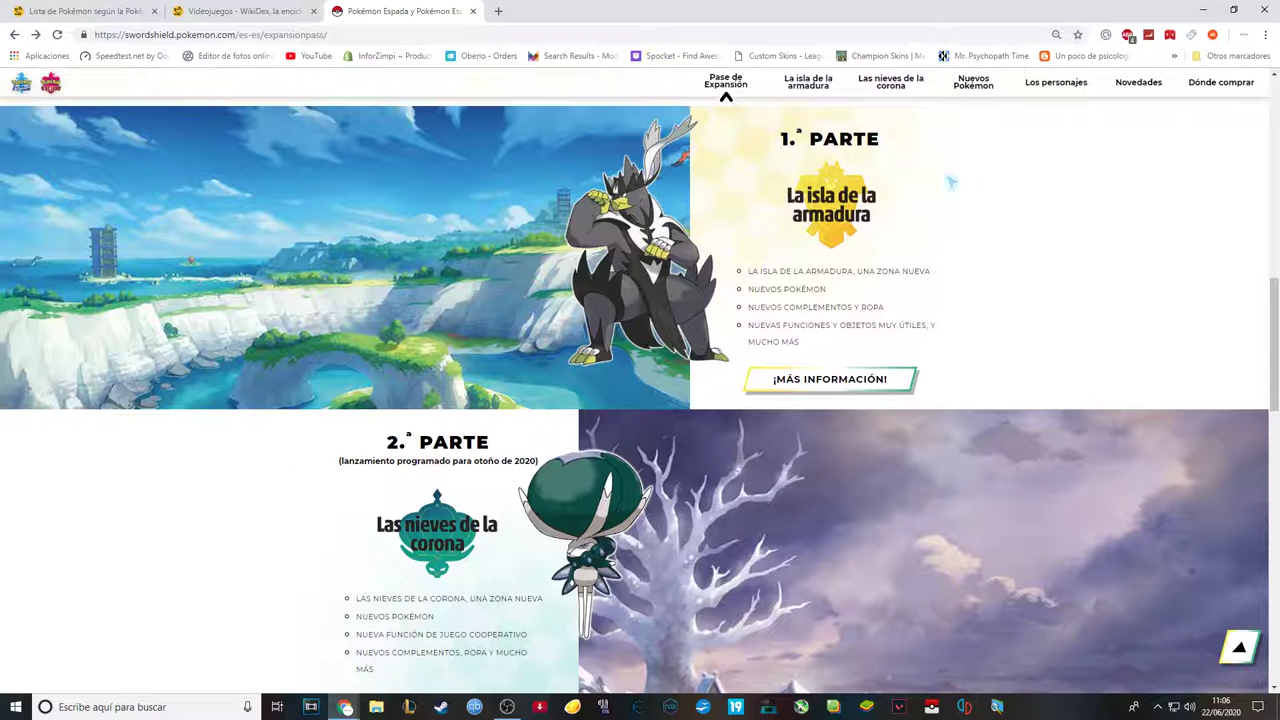 Lista de Pokémon según la Poké
Videojuegos - WikiDex, la encicl
Pokémon Espada y Pokémon Esc
https://swordshield.pokemon.com/es-es/expansionpass/
Aplicaciones
Speedtest.net by Oo
Editor de fotos online
YouTube
InforZimpi – Produc
Oberlo - Orders
Search Results - Mod
Spocket - Find Awes
Custom Skins - Leag
Champion Skins | Me
Mr. Psychopath Time
Un poco de psicolog
»
Otros marcadores
Pase de
Expansión
La isla de la
armadura
Las nieves de la
corona
Nuevos
Pokémon
Los personajes
Novedades
Dónde comprar
1.ª PARTE
La isla de la
armadura
LA ISLA DE LA ARMADURA, UNA ZONA NUEVA
NUEVOS POKÉMON
NUEVOS COMPLEMENTOS Y ROPA
NUEVAS FUNCIONES Y OBJETOS MUY ÚTILES, Y
MUCHO MÁS
¡MÁS INFORMACIÓN!
2.ª PARTE
(lanzamiento programado para otoño de 2020)
Las nieves de la
corona
LAS NIEVES DE LA CORONA, UNA ZONA NUEVA
NUEVOS POKÉMON
NUEVA FUNCIÓN DE JUEGO COOPERATIVO
NUEVOS COMPLEMENTOS, ROPA Y MUCHO
MÁS
Escribe aquí para buscar
19
11:06
22/06/2020